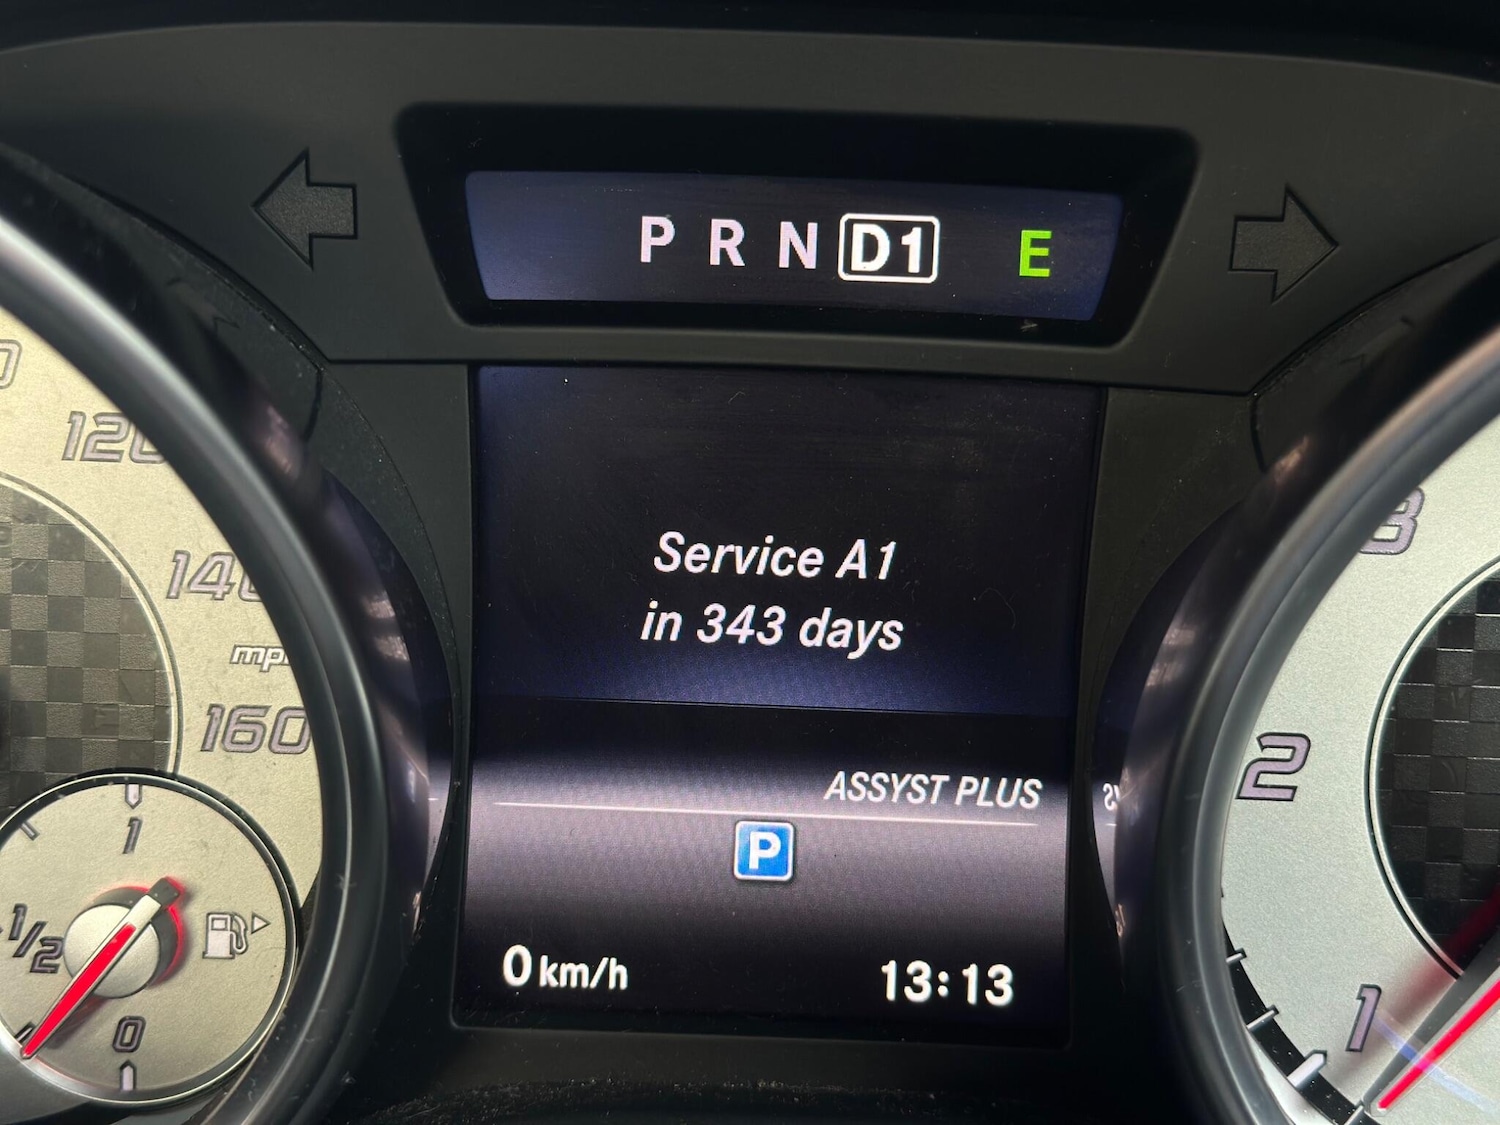 P R N D1 E
120
140
mph
160
Service A1
in 343 days
ASSYST PLUS
P
0 km/h
13:13
1
1/2
0
3
2
1